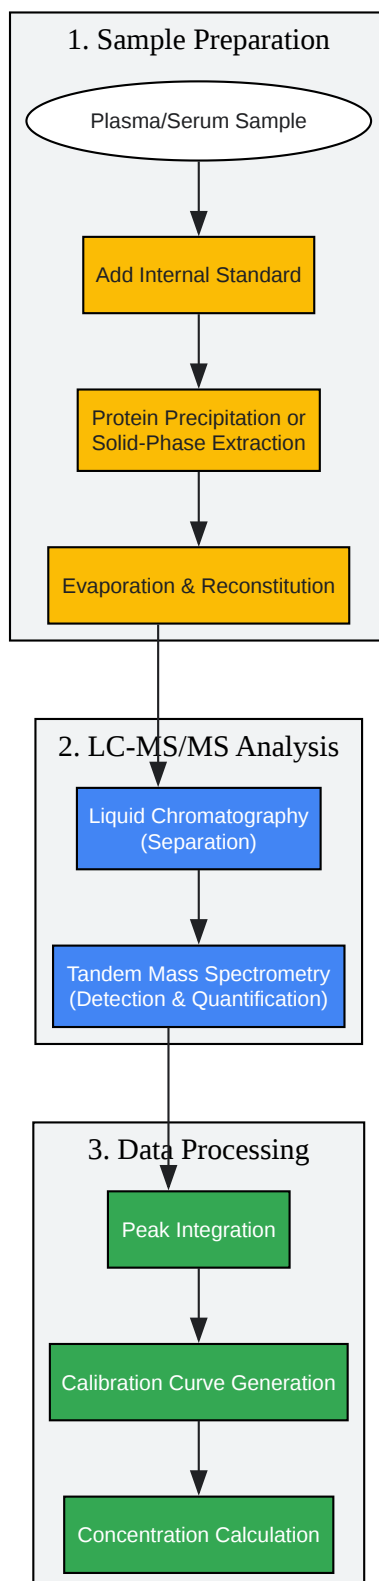 1. Sample Preparation
Plasma/Serum Sample
Add Internal Standard
Protein Precipitation or
Solid-Phase Extraction
Evaporation & Reconstitution
2. LC-MS/MS Analysis
Liquid Chromatography
(Separation)
Tandem Mass Spectrometry
(Detection & Quantification)
3. Data Processing
Peak Integration
Calibration Curve Generation
Concentration Calculation